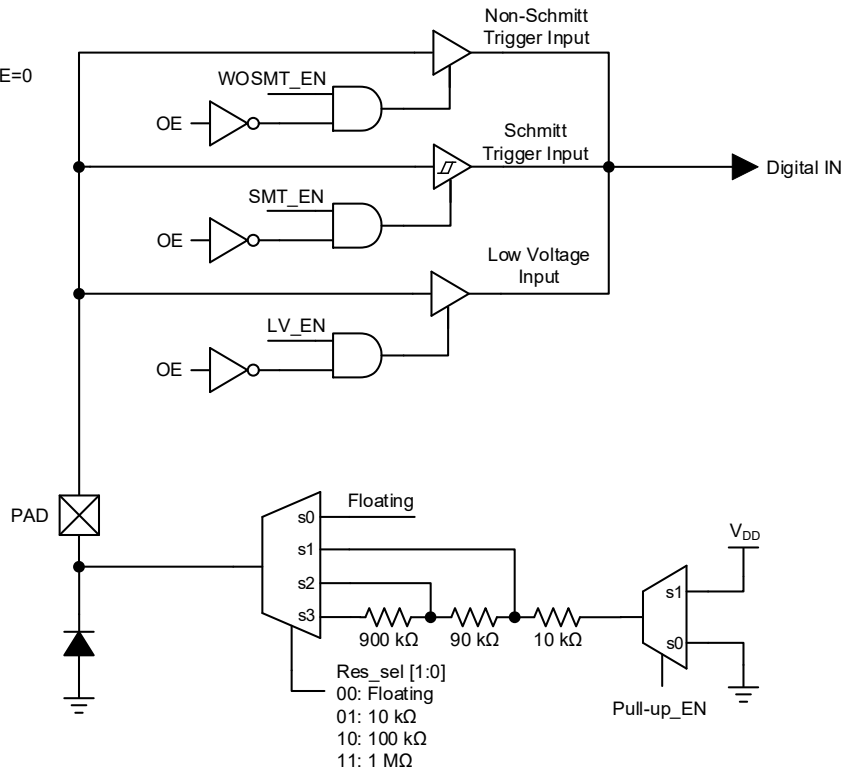 Non-Schmitt
Trigger Input
E=0
WOSMT_EN
OE
Schmitt
Trigger Input
Digital IN
SMT_EN
OE
Low Voltage
Input
LV_EN
OE
PAD
Floating
s0
s1
s2
s3
900 kΩ
90 kΩ
10 kΩ
VDD
s1
s0
Pull-up_EN
Res_sel [1:0]
00: Floating
01: 10 kΩ
10: 100 kΩ
11: 1 MΩ